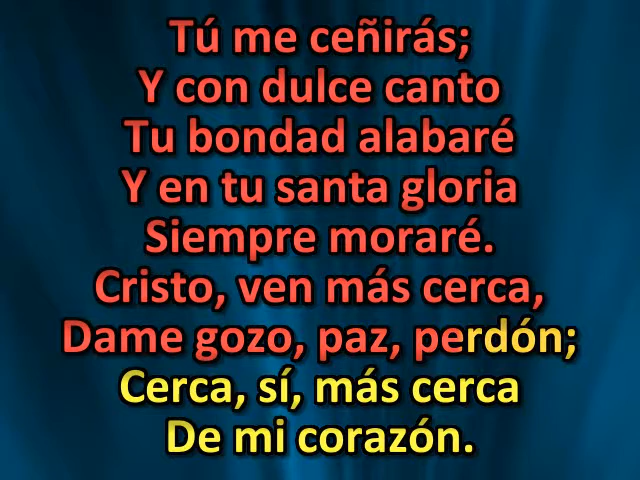 Tú me ceñirás;
Y con dulce canto
Tu bondad alabaré
Y en tu santa gloria
Siempre moraré.
Cristo, ven más cerca,
Dame gozo, paz, perdón;
Cerca, sí, más cerca
De mi corazón.